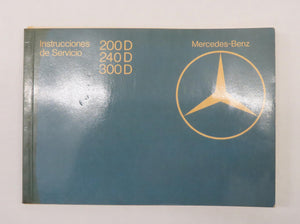 Instrucciones
de Servicio
200 D
240 D
300 D
Mercedes-Benz